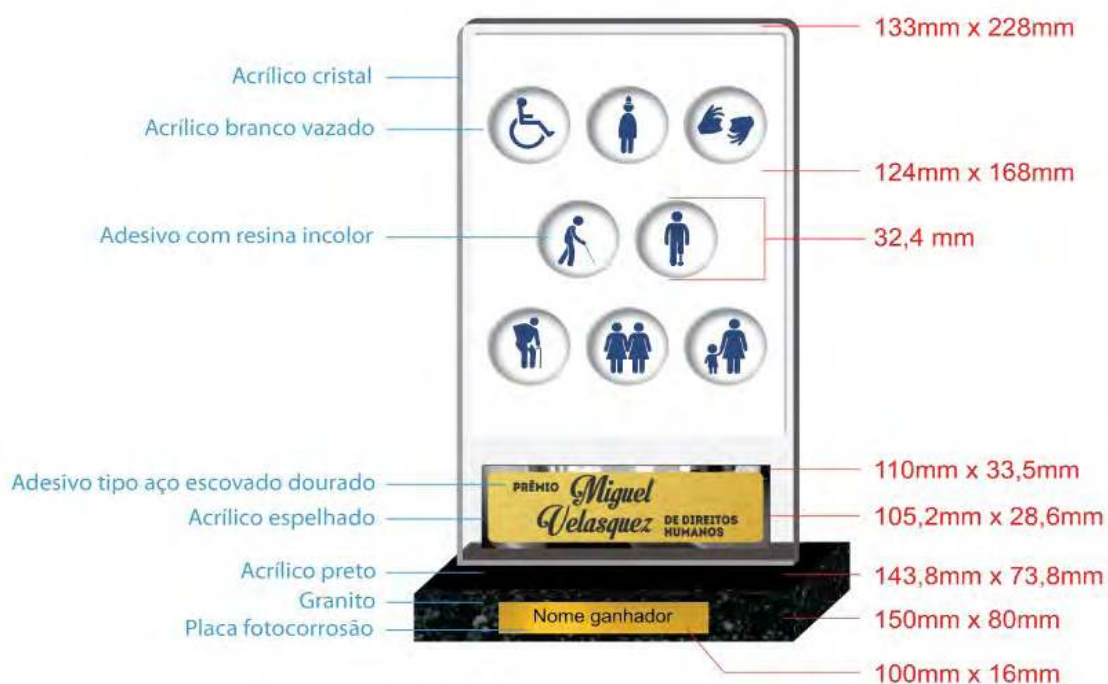 133mm x 228mm
Acrílico cristal
Acrílico branco vazado
124mm x 168mm
Adesivo com resina incolor
32,4 mm
110mm x 33,5mm
Adesivo tipo aço escovado dourado
PRÊMIO Miguel
Velasquez DE DIREITOS
HUMANOS
Acrílico espelhado
105,2mm x 28,6mm
Acrílico preto
143,8mm x 73,8mm
Granito
Nome ganhador
150mm x 80mm
Placa fotocorrosão
100mm x 16mm